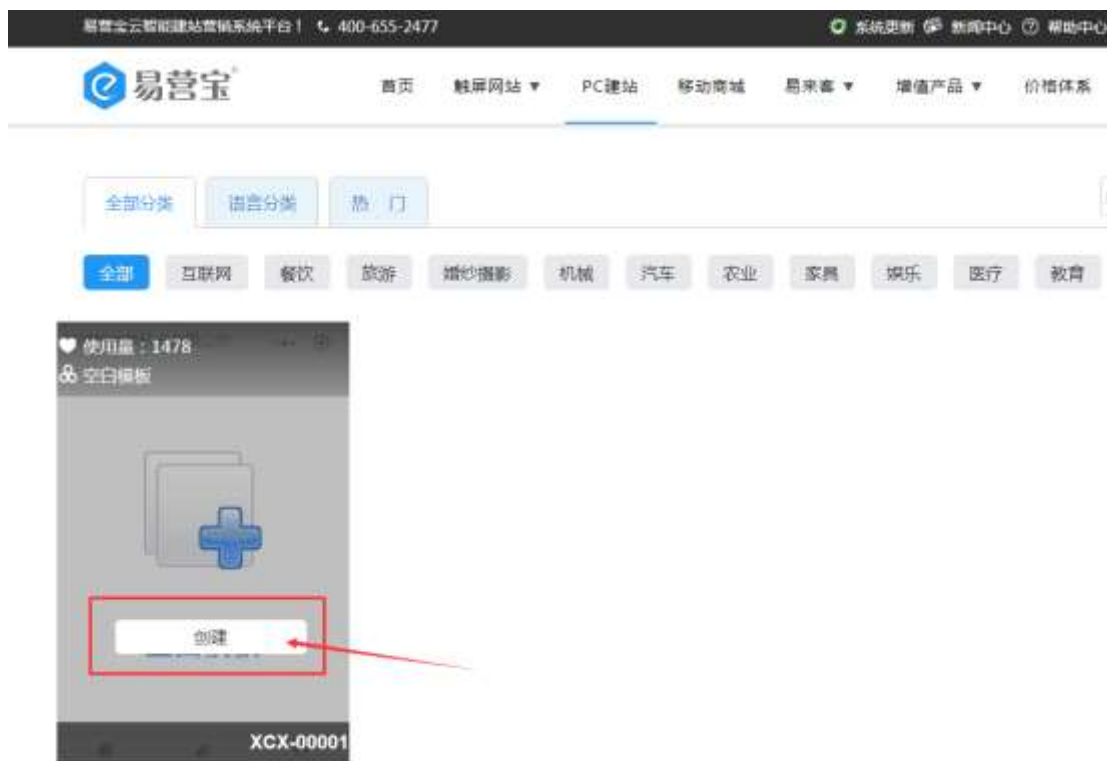 易营宝云智能建站营销系统平台！ 400-655-2477 系统更新 新闻中心 帮助中心
易营宝 首页 触屏网站 ▼ PC建站 移动商城 易来客 ▼ 增值产品 ▼ 价格体系
全部分类 语言分类 热 门
全部 互联网 餐饮 旅游 婚纱摄影 机械 汽车 农业 家具 娱乐 医疗 教育
使用量：1478
空白模板
创建
XCX-00001